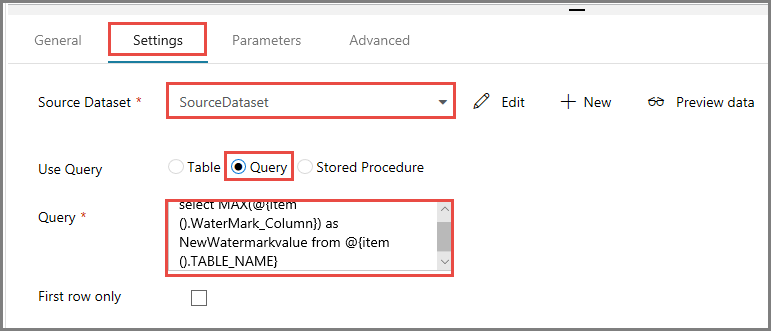 General Settings Parameters Advanced
Source Dataset * SourceDataset Edit New Preview data
Use Query Table Query Stored Procedure
select MAX(@{item
Query * ().WaterMark_Column}) as
NewWatermarkvalue from @{item
().TABLE_NAME}
First row only